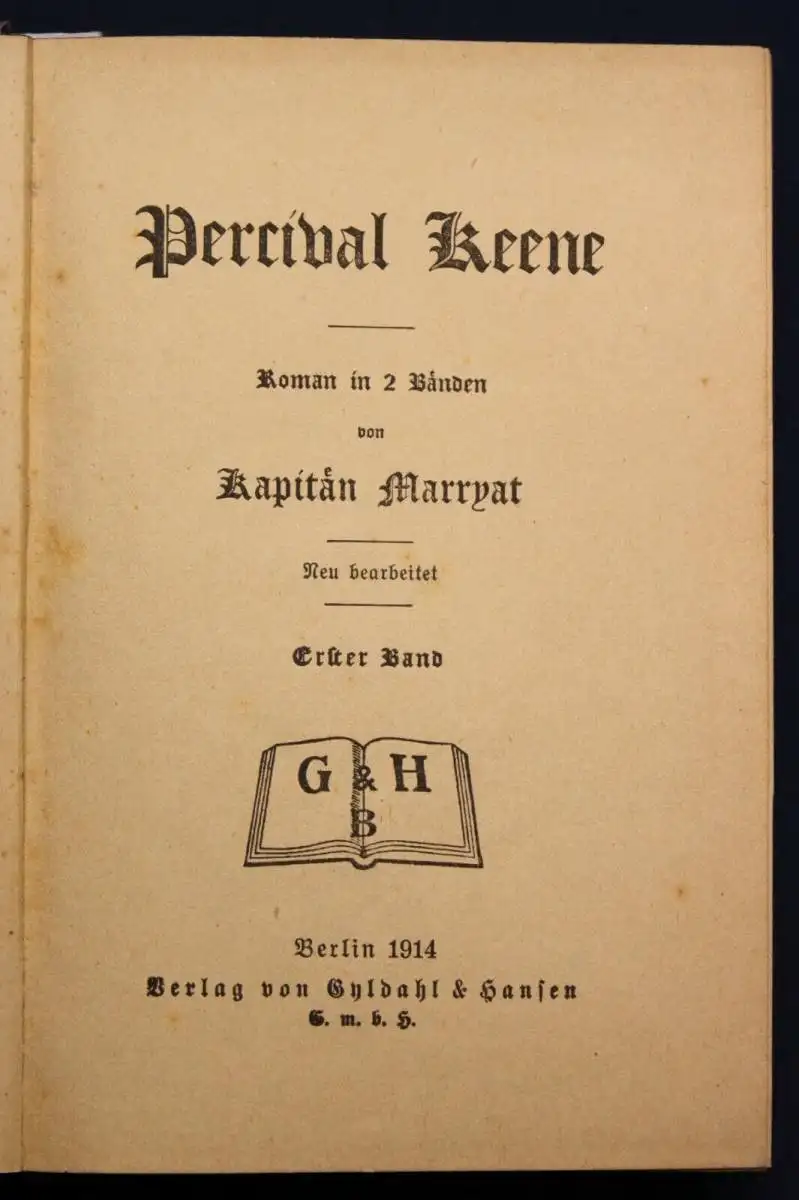 Percival Keene
Roman in 2 Bänden
von
Kapitän Marryat
Neu bearbeitet
Erster Band
G & H
B
Berlin 1914
Verlag von Gyldahl & Hansen
G. m. b. H.